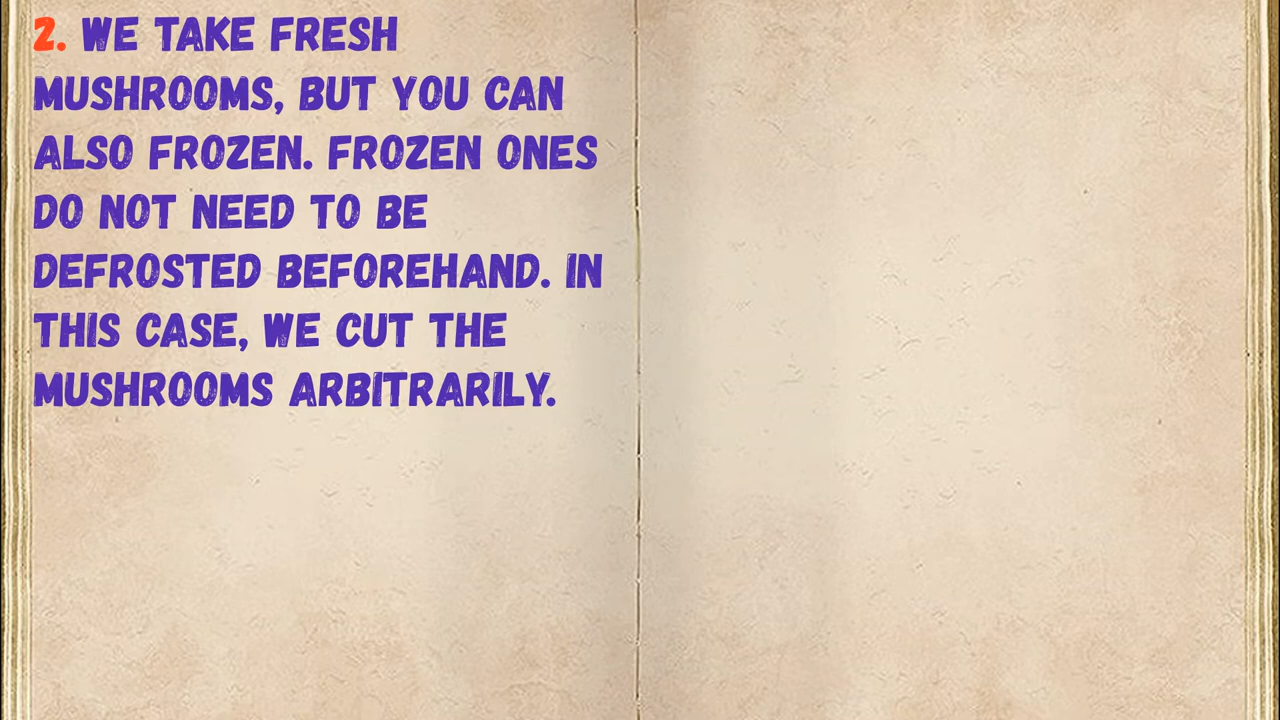 2. WE TAKE FRESH
MUSHROOMS, BUT YOU CAN
ALSO FROZEN. FROZEN ONES
DO NOT NEED TO BE
DEFROSTED BEFOREHAND. IN
THIS CASE, WE CUT THE
MUSHROOMS ARBITRARILY.